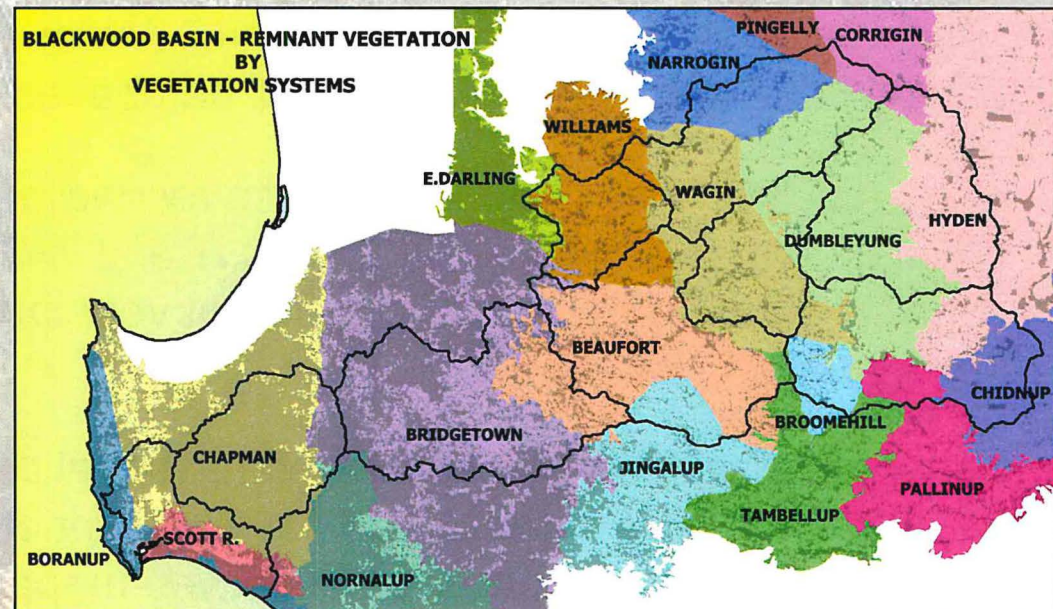 BLACKWOOD BASIN - REMNANT VEGETATION
BY
VEGETATION SYSTEMS
PINGELLY
CORRIGIN
NARROGIN
WILLIAMS
E.DARLING
WAGIN
HYDEN
DUMBLEYUNG
BEAUFORT
CHIDNUP
BROOMEHILL
BRIDGETOWN
CHAPMAN
JINGALUP
PALLINUP
TAMBELLUP
SCOTT R.
BORANUP
NORNALUP